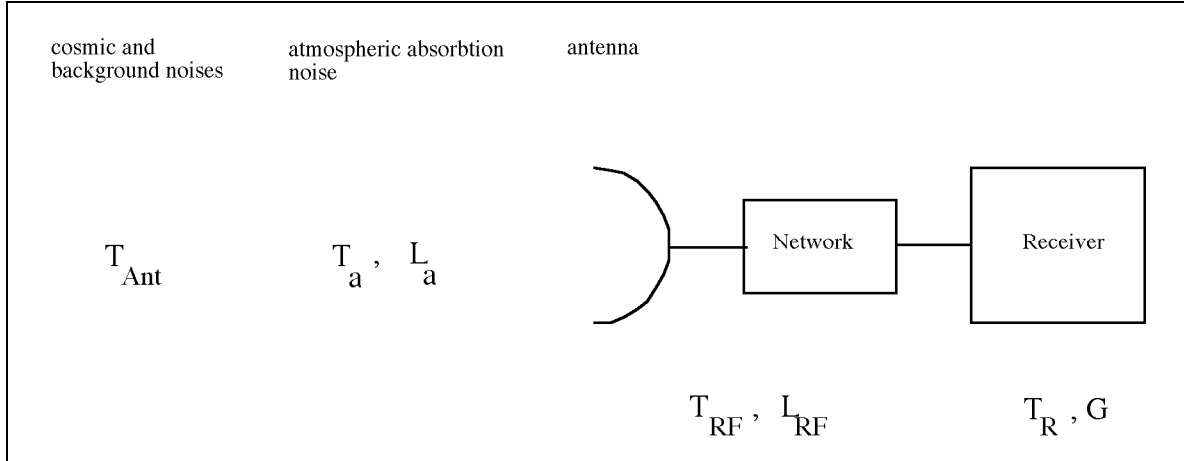 cosmic and
background noises
atmospheric absorbtion
noise
antenna
T_Ant
T_a , L_a
Network
Receiver
T_RF , L_RF
T_R , G